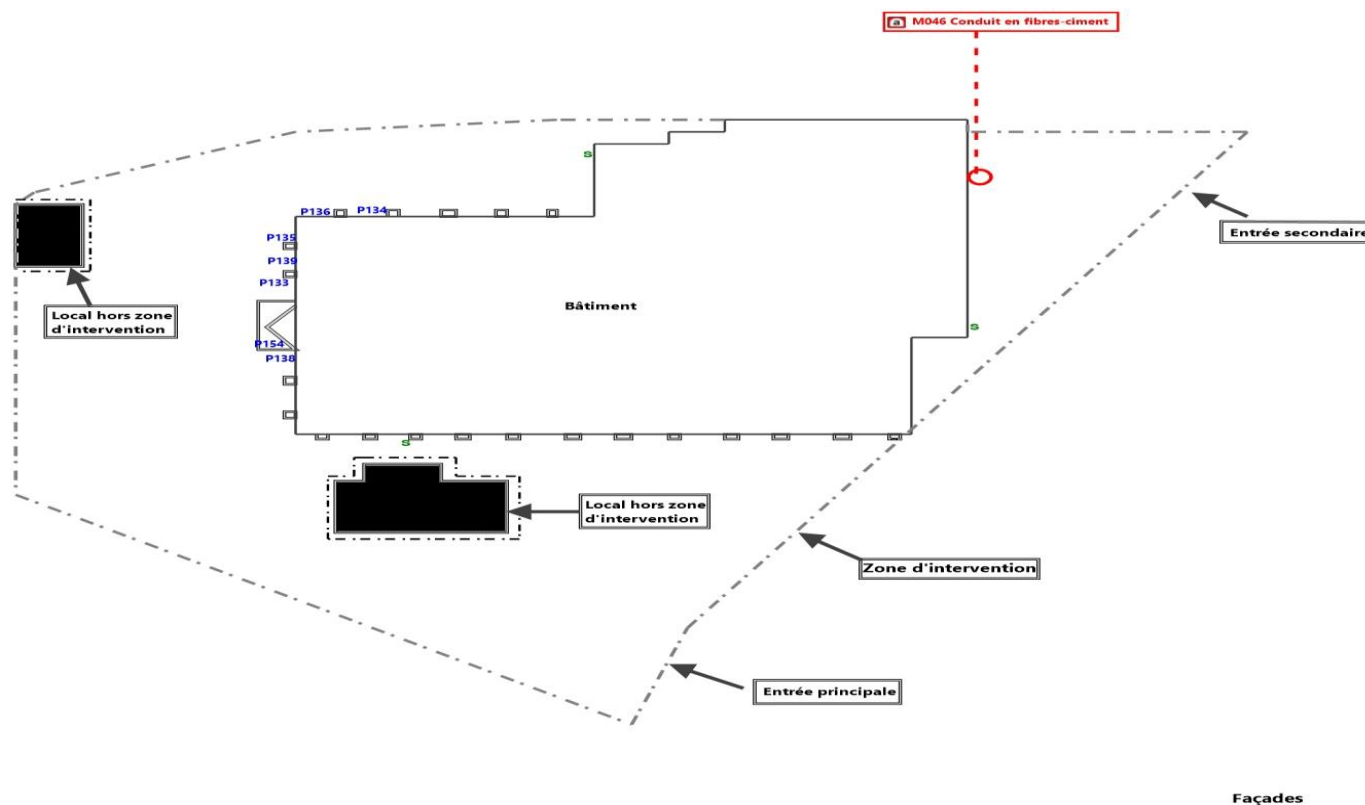 a M046 Conduit en fibres-ciment
S
P136 P134
Entrée secondaire
P135
P139
P133
Bâtiment
Local hors zone
d'intervention
S
P154
P138
S
Local hors zone
d'intervention
Zone d'intervention
Entrée principale
Façades